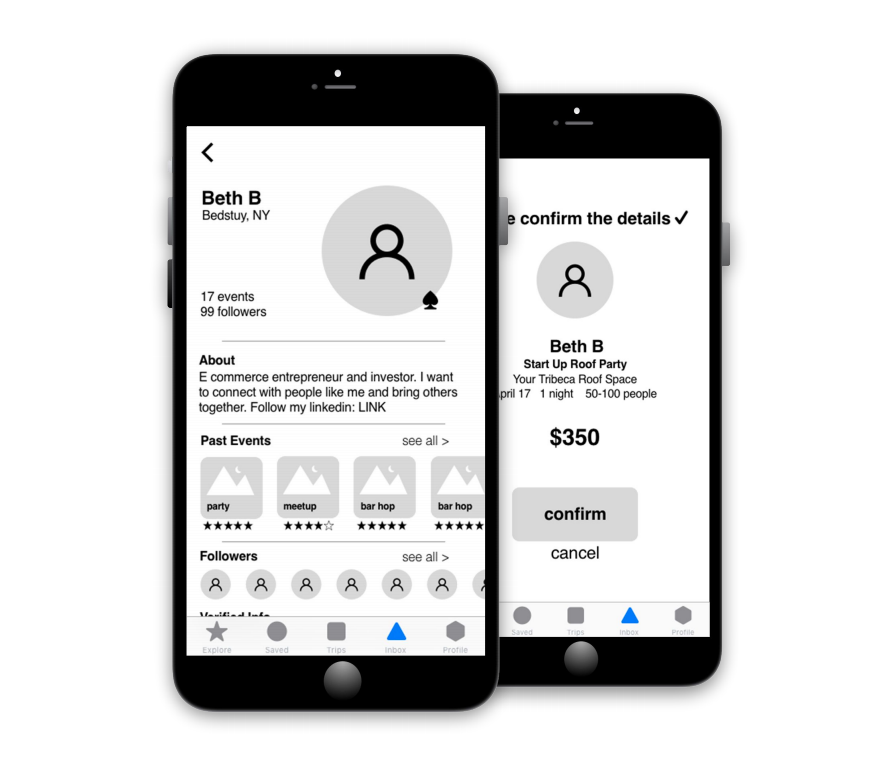 Beth B
Bedstuy, NY
17 events
99 followers
About
E commerce entrepreneur and investor. I want
to connect with people like me and bring others
together. Follow my linkedin: LINK
Past Events see all >
party meetup bar hop bar hop
★★★★★ ★★★★☆ ★★★★★ ★★★★★
Followers see all >
Verified Info
Explore Saved Trips Inbox Profile
e confirm the details ✓
Beth B
Start Up Roof Party
Your Tribeca Roof Space
pril 17 1 night 50-100 people
$350
confirm
cancel
Saved Trips Inbox Profile